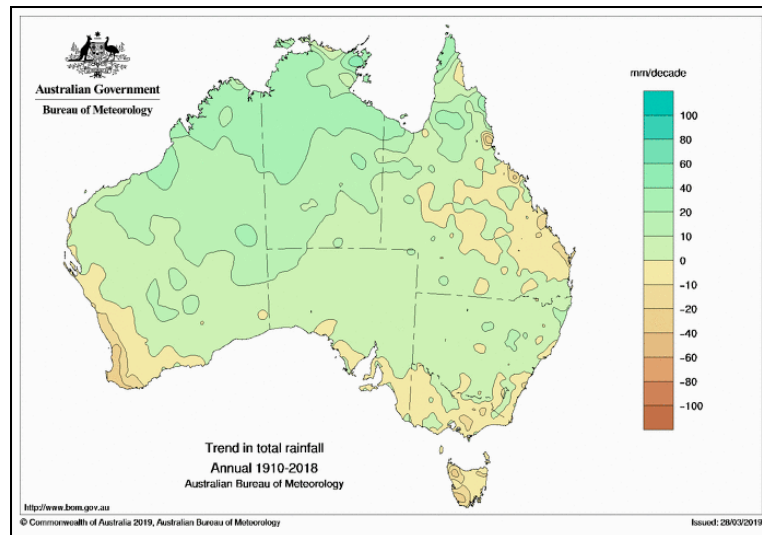 Australian Government
Bureau of Meteorology
mm/decade
100
80
60
40
20
10
0
-10
-20
-40
-60
-80
-100
Trend in total rainfall
Annual 1910-2018
Australian Bureau of Meteorology
http://www.bom.gov.au
© Commonwealth of Australia 2019, Australian Bureau of Meteorology
Issued: 28/03/2019